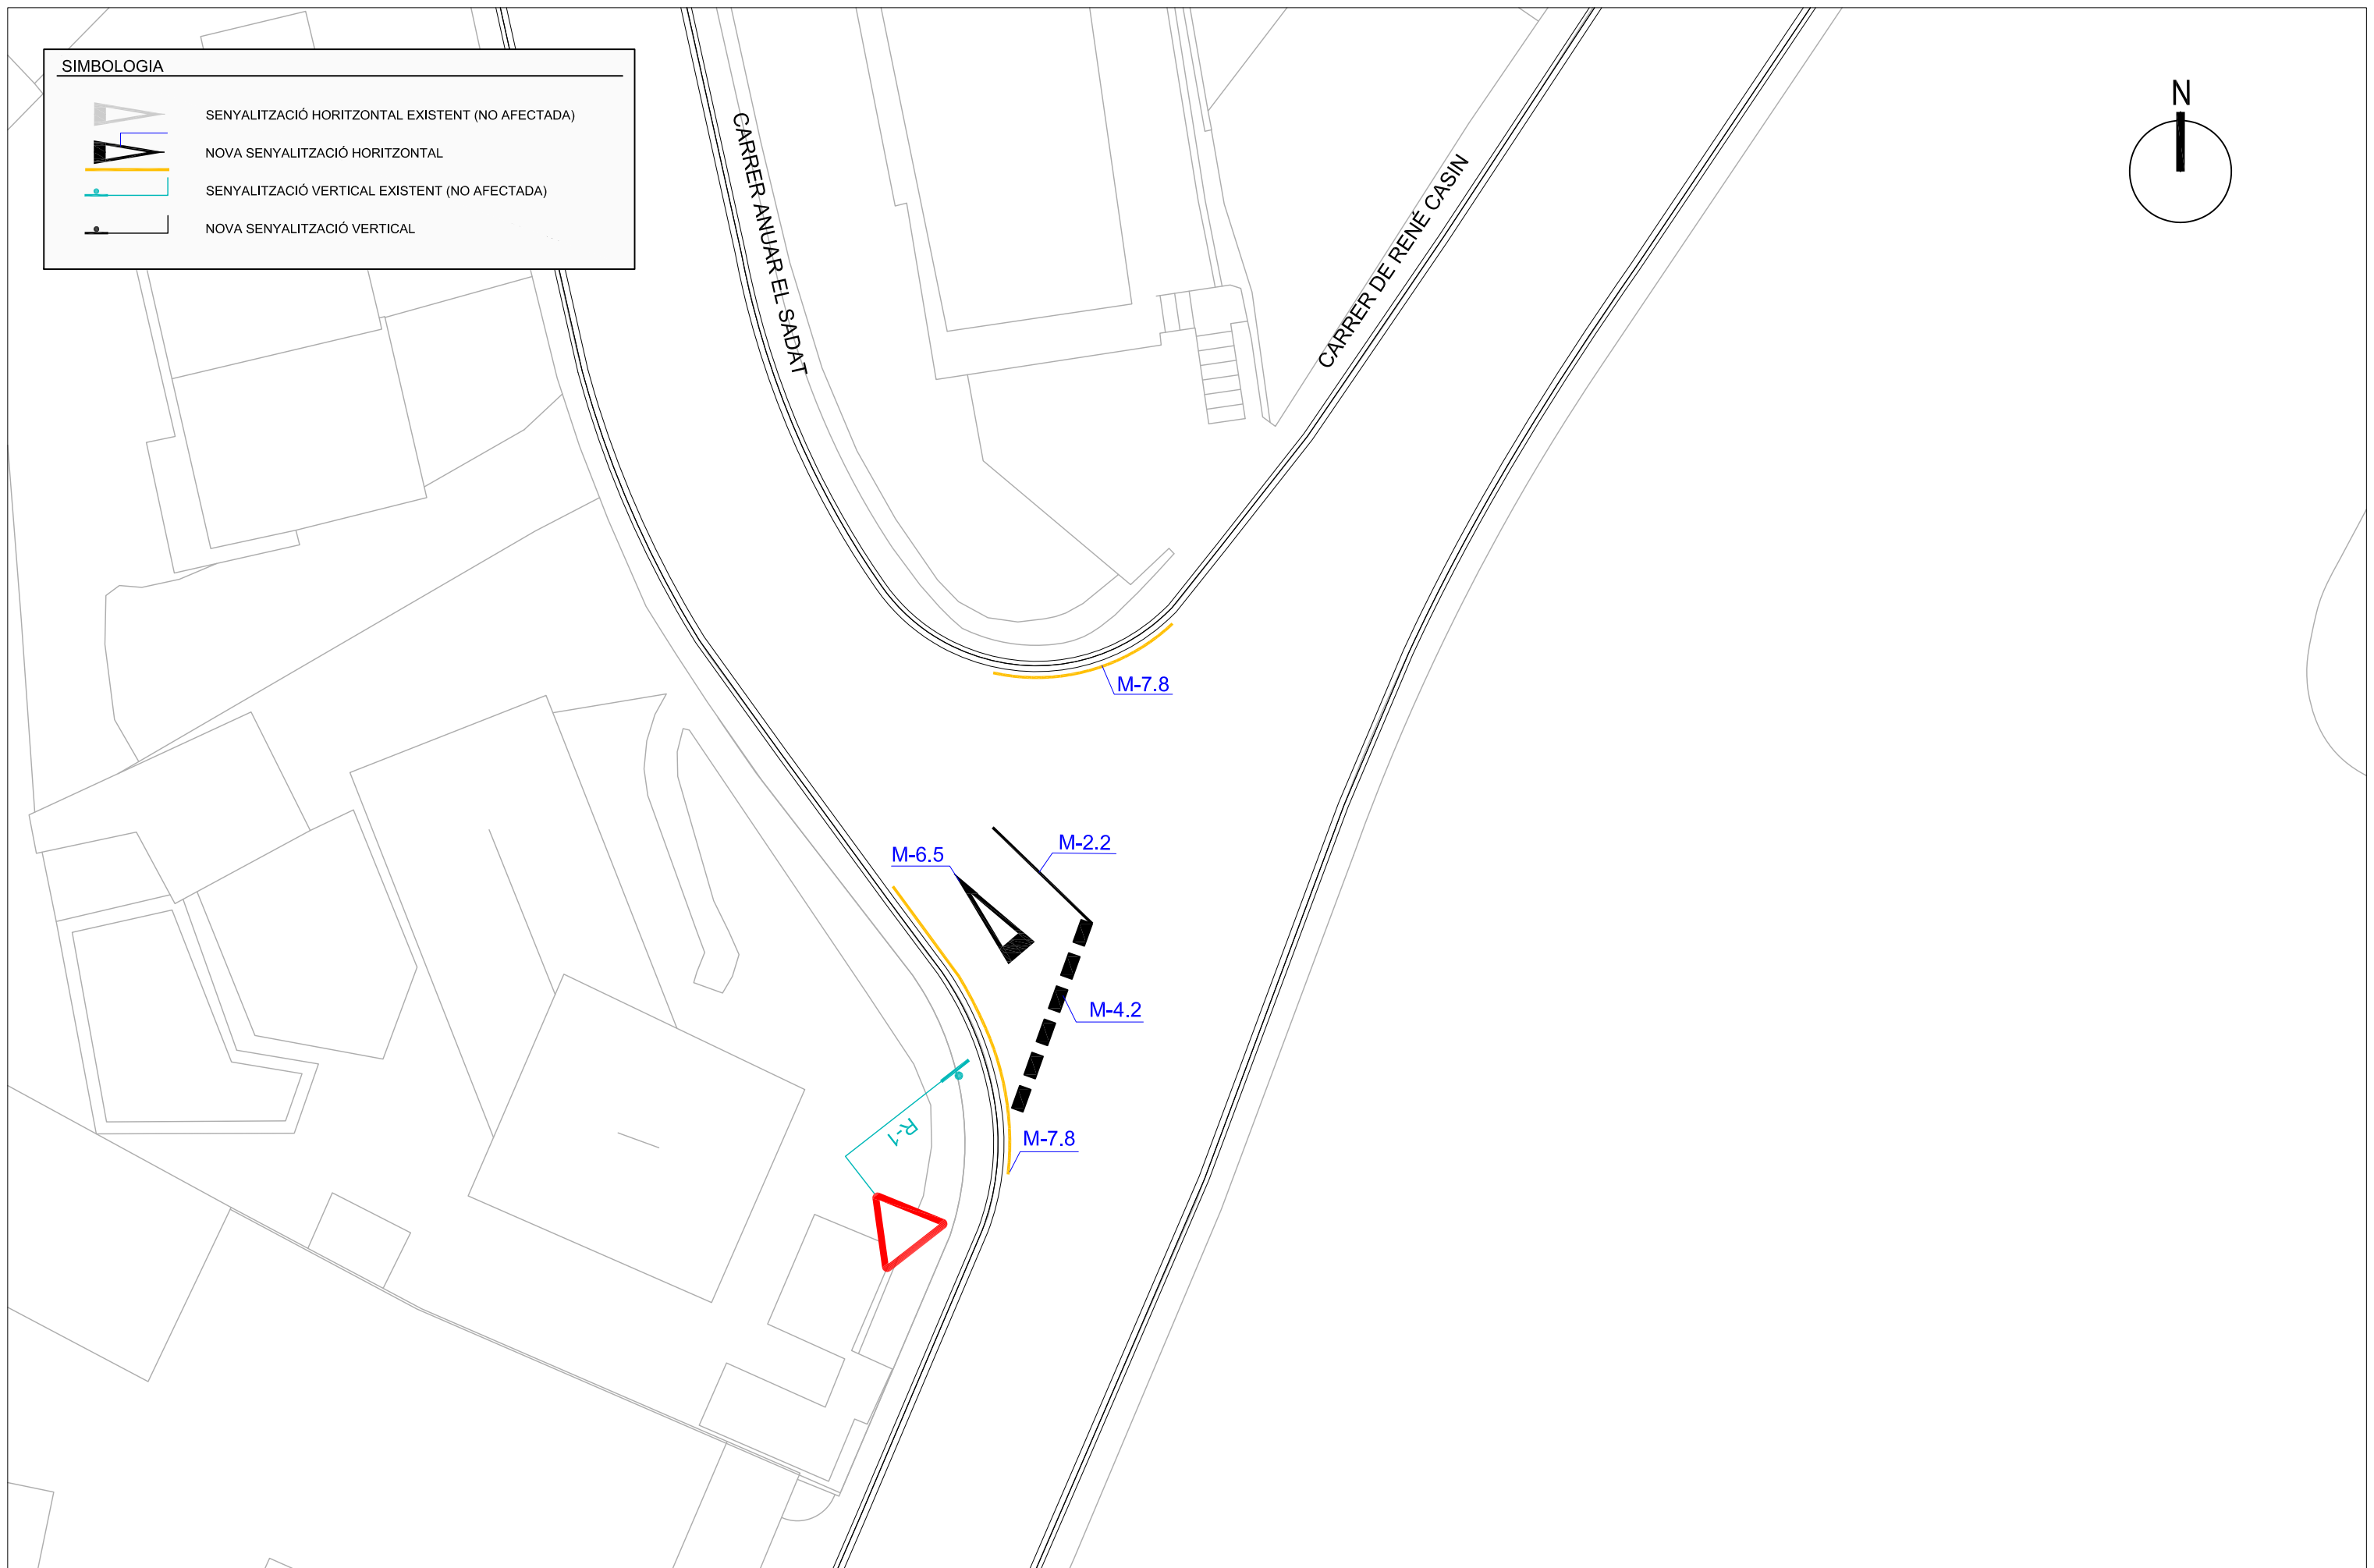 SIMBOLOGIA
SENYALITZACIÓ HORITZONTAL EXISTENT (NO AFECTADA)
NOVA SENYALITZACIÓ HORITZONTAL
SENYALITZACIÓ VERTICAL EXISTENT (NO AFECTADA)
NOVA SENYALITZACIÓ VERTICAL
N
CARRER ANUAR EL SADAT
CARRER DE RENÉ CASIN
M-7.8
M-2.2
M-6.5
M-4.2
R-1
M-7.8